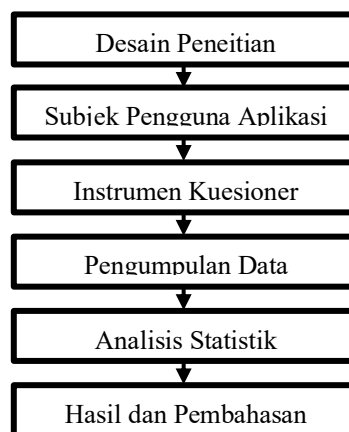 Desain Peneitian
Subjek Pengguna Aplikasi
Instrumen Kuesioner
Pengumpulan Data
Analisis Statistik
Hasil dan Pembahasan